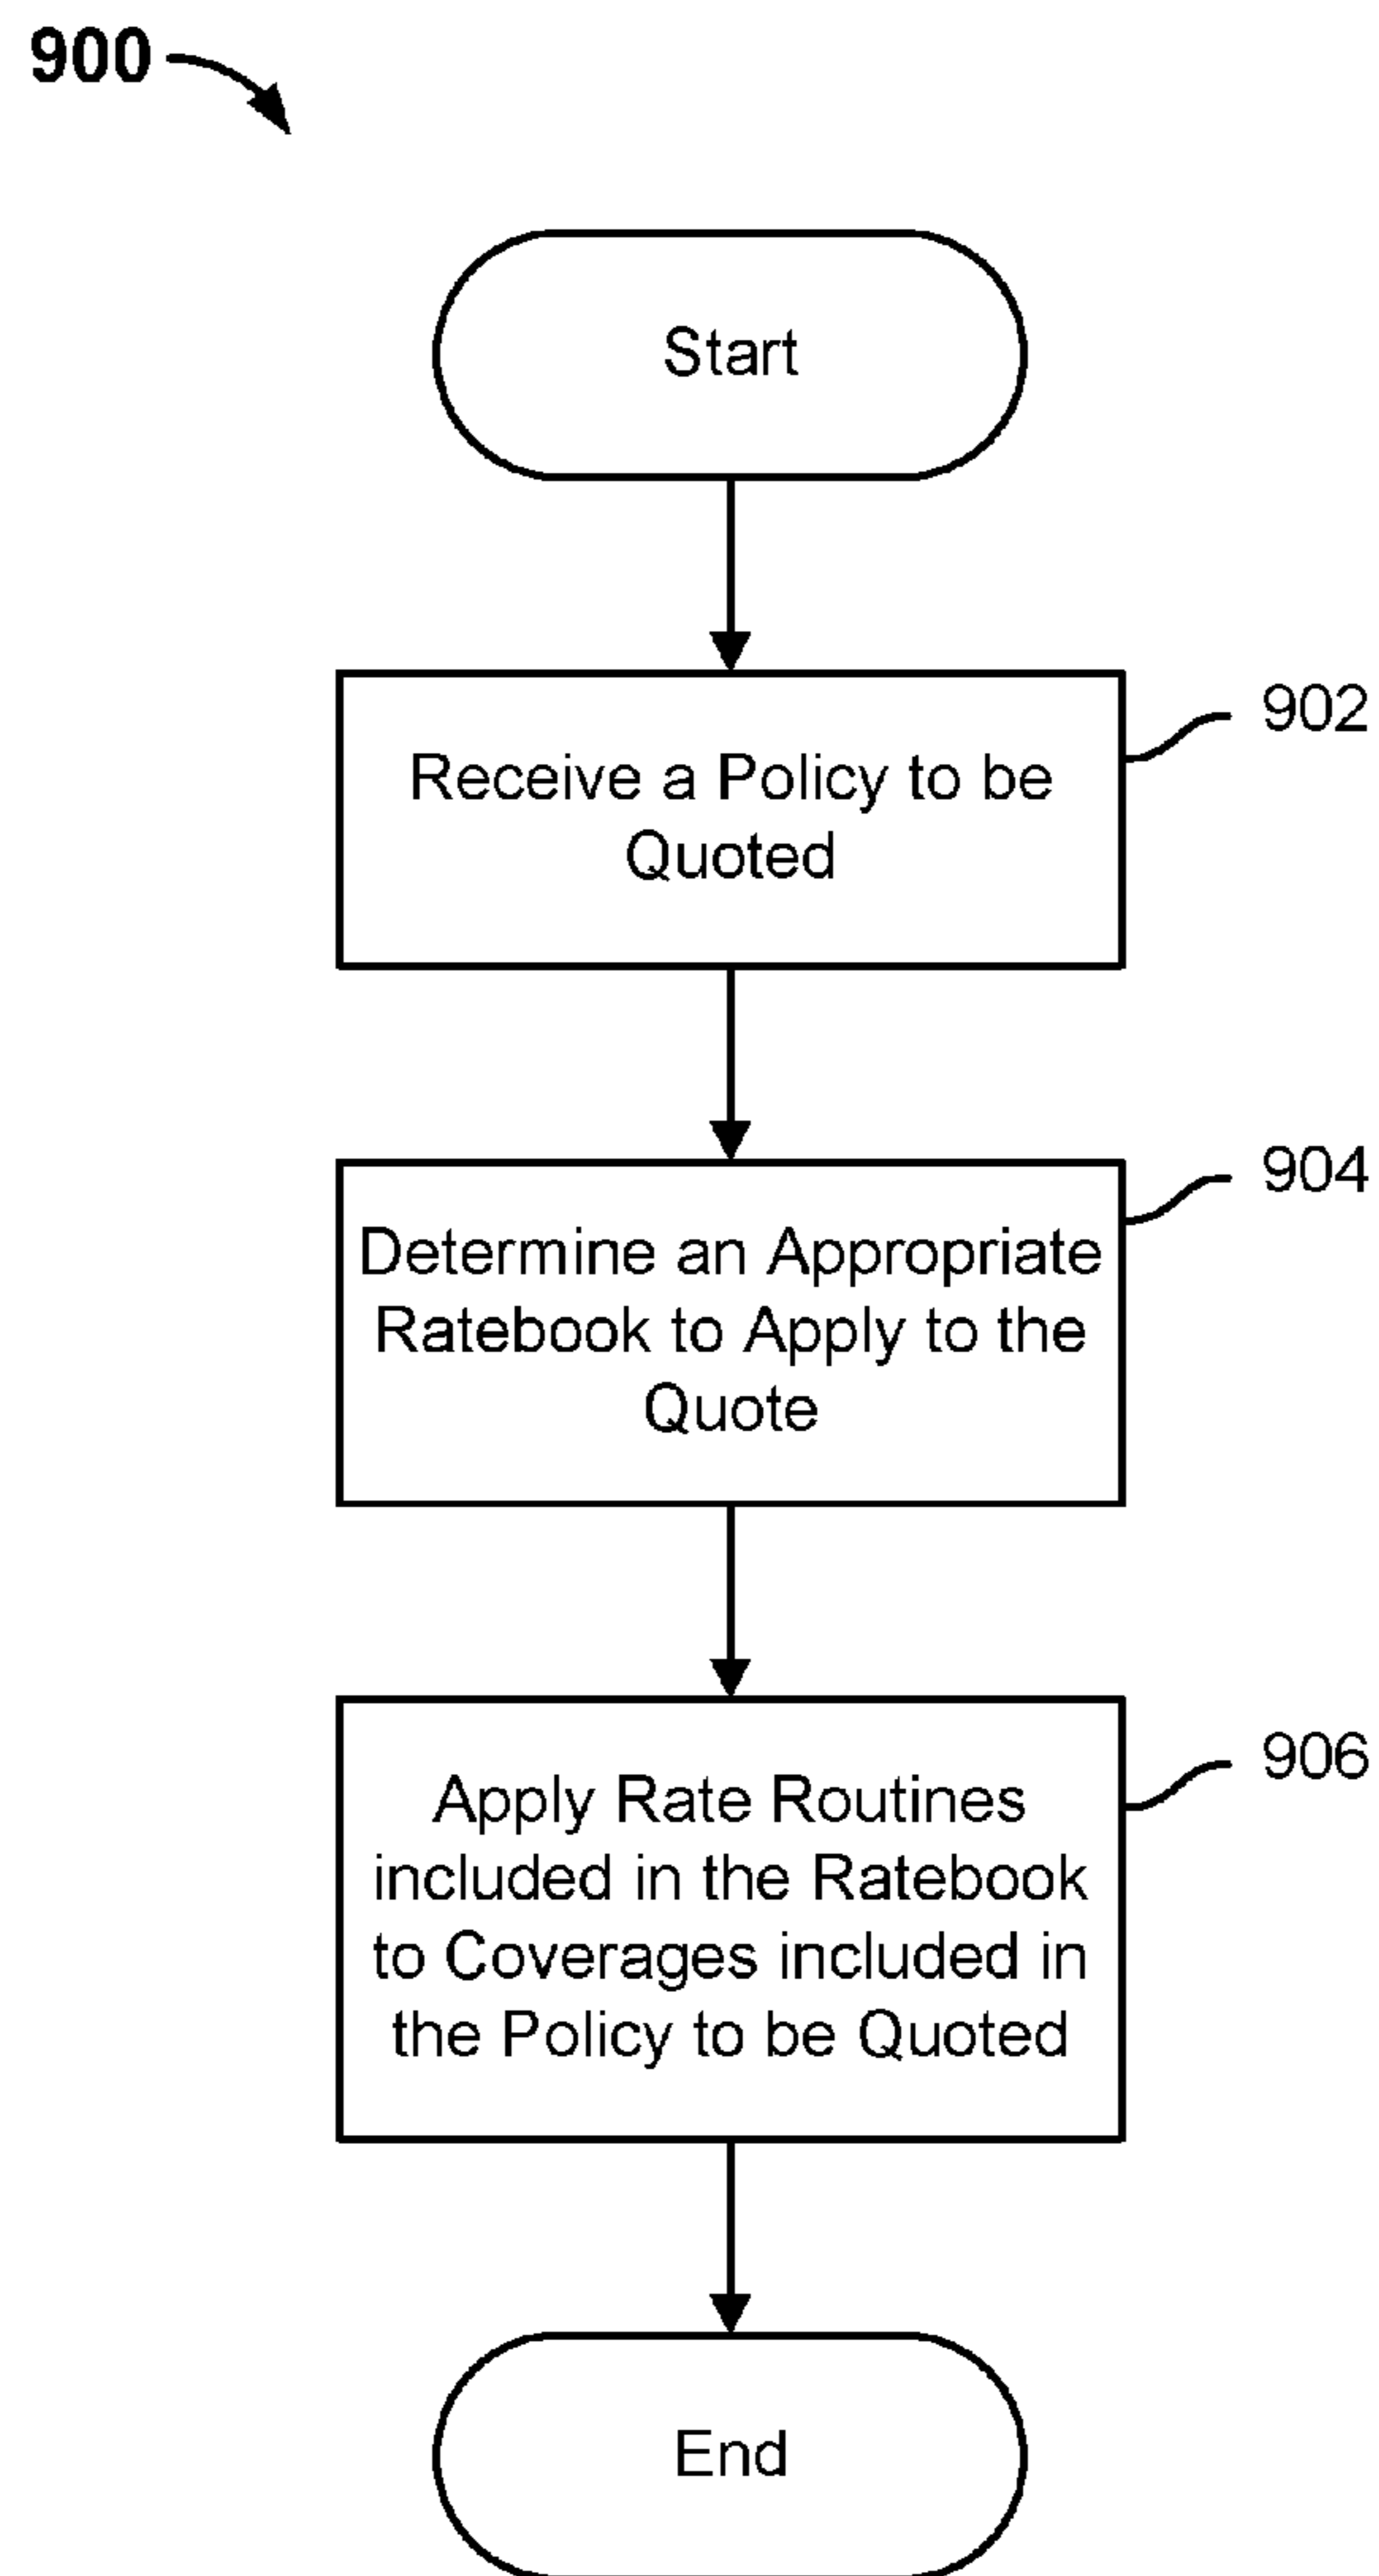 900
Start
Receive a Policy to be
Quoted
902
Determine an Appropriate
Ratebook to Apply to the
Quote
904
Apply Rate Routines
included in the Ratebook
to Coverages included in
the Policy to be Quoted
906
End